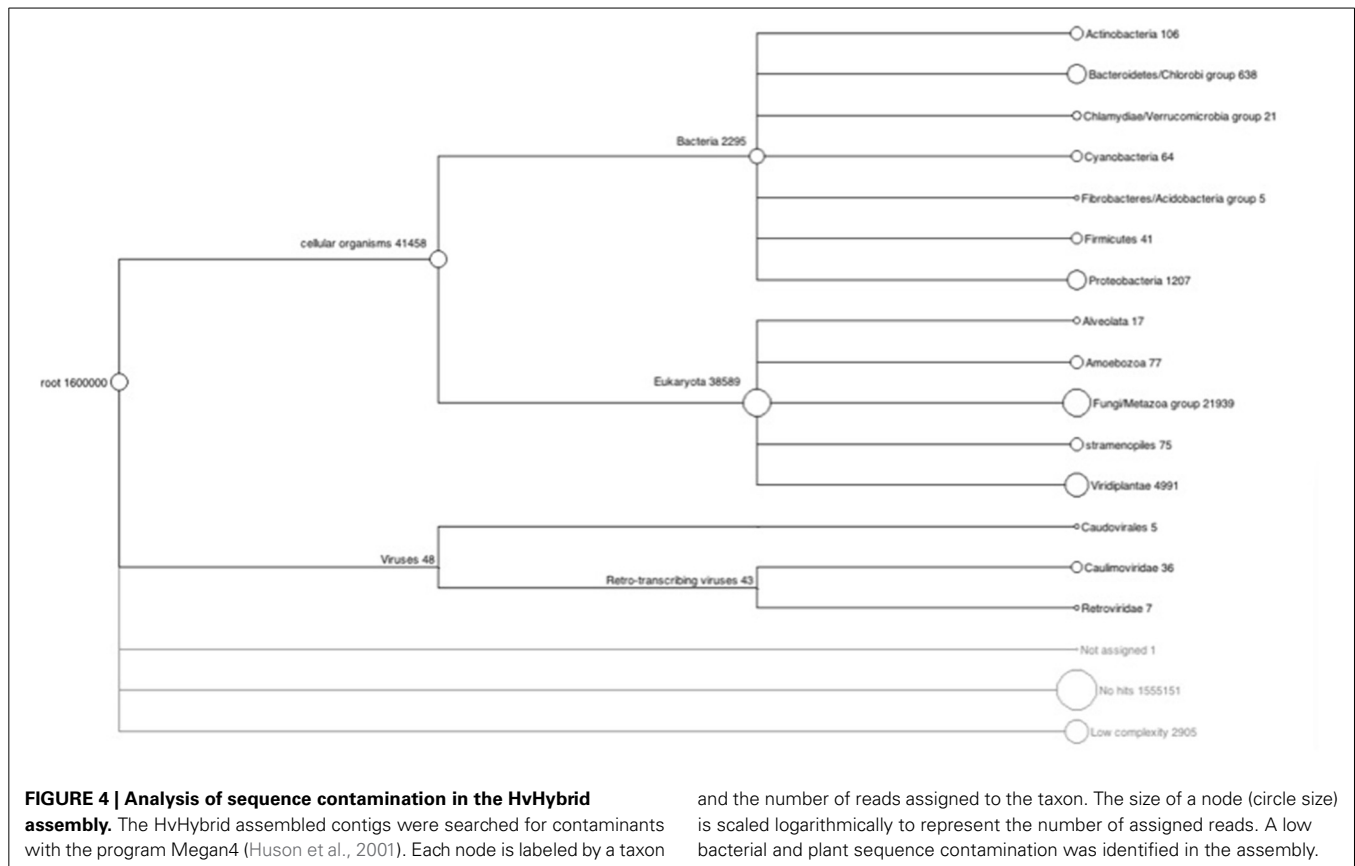 Actinobacteria 106
Bacteroidetes/Chlorobi group 638
Chlamydiae/Verrucomicrobia group 21
Bacteria 2295
Cyanobacteria 64
Fibrobacteres/Acidobacteria group 5
Firmicutes 41
cellular organisms 41458
Proteobacteria 1207
Alveolata 17
Amoebozoa 77
root 1600000
Eukaryota 38589
Fungi/Metazoa group 21939
stramenopiles 75
Viridiplantae 4991
Caudovirales 5
Viruses 48
Caulimoviridae 36
Retro-transcribing viruses 43
Retroviridae 7
Not assigned 1
No hits 1555151
Low complexity 2905
FIGURE 4 | Analysis of sequence contamination in the HvHybrid
assembly. The HvHybrid assembled contigs were searched for contaminants
with the program Megan4 (Huson et al., 2001). Each node is labeled by a taxon
and the number of reads assigned to the taxon. The size of a node (circle size)
is scaled logarithmically to represent the number of assigned reads. A low
bacterial and plant sequence contamination was identified in the assembly.